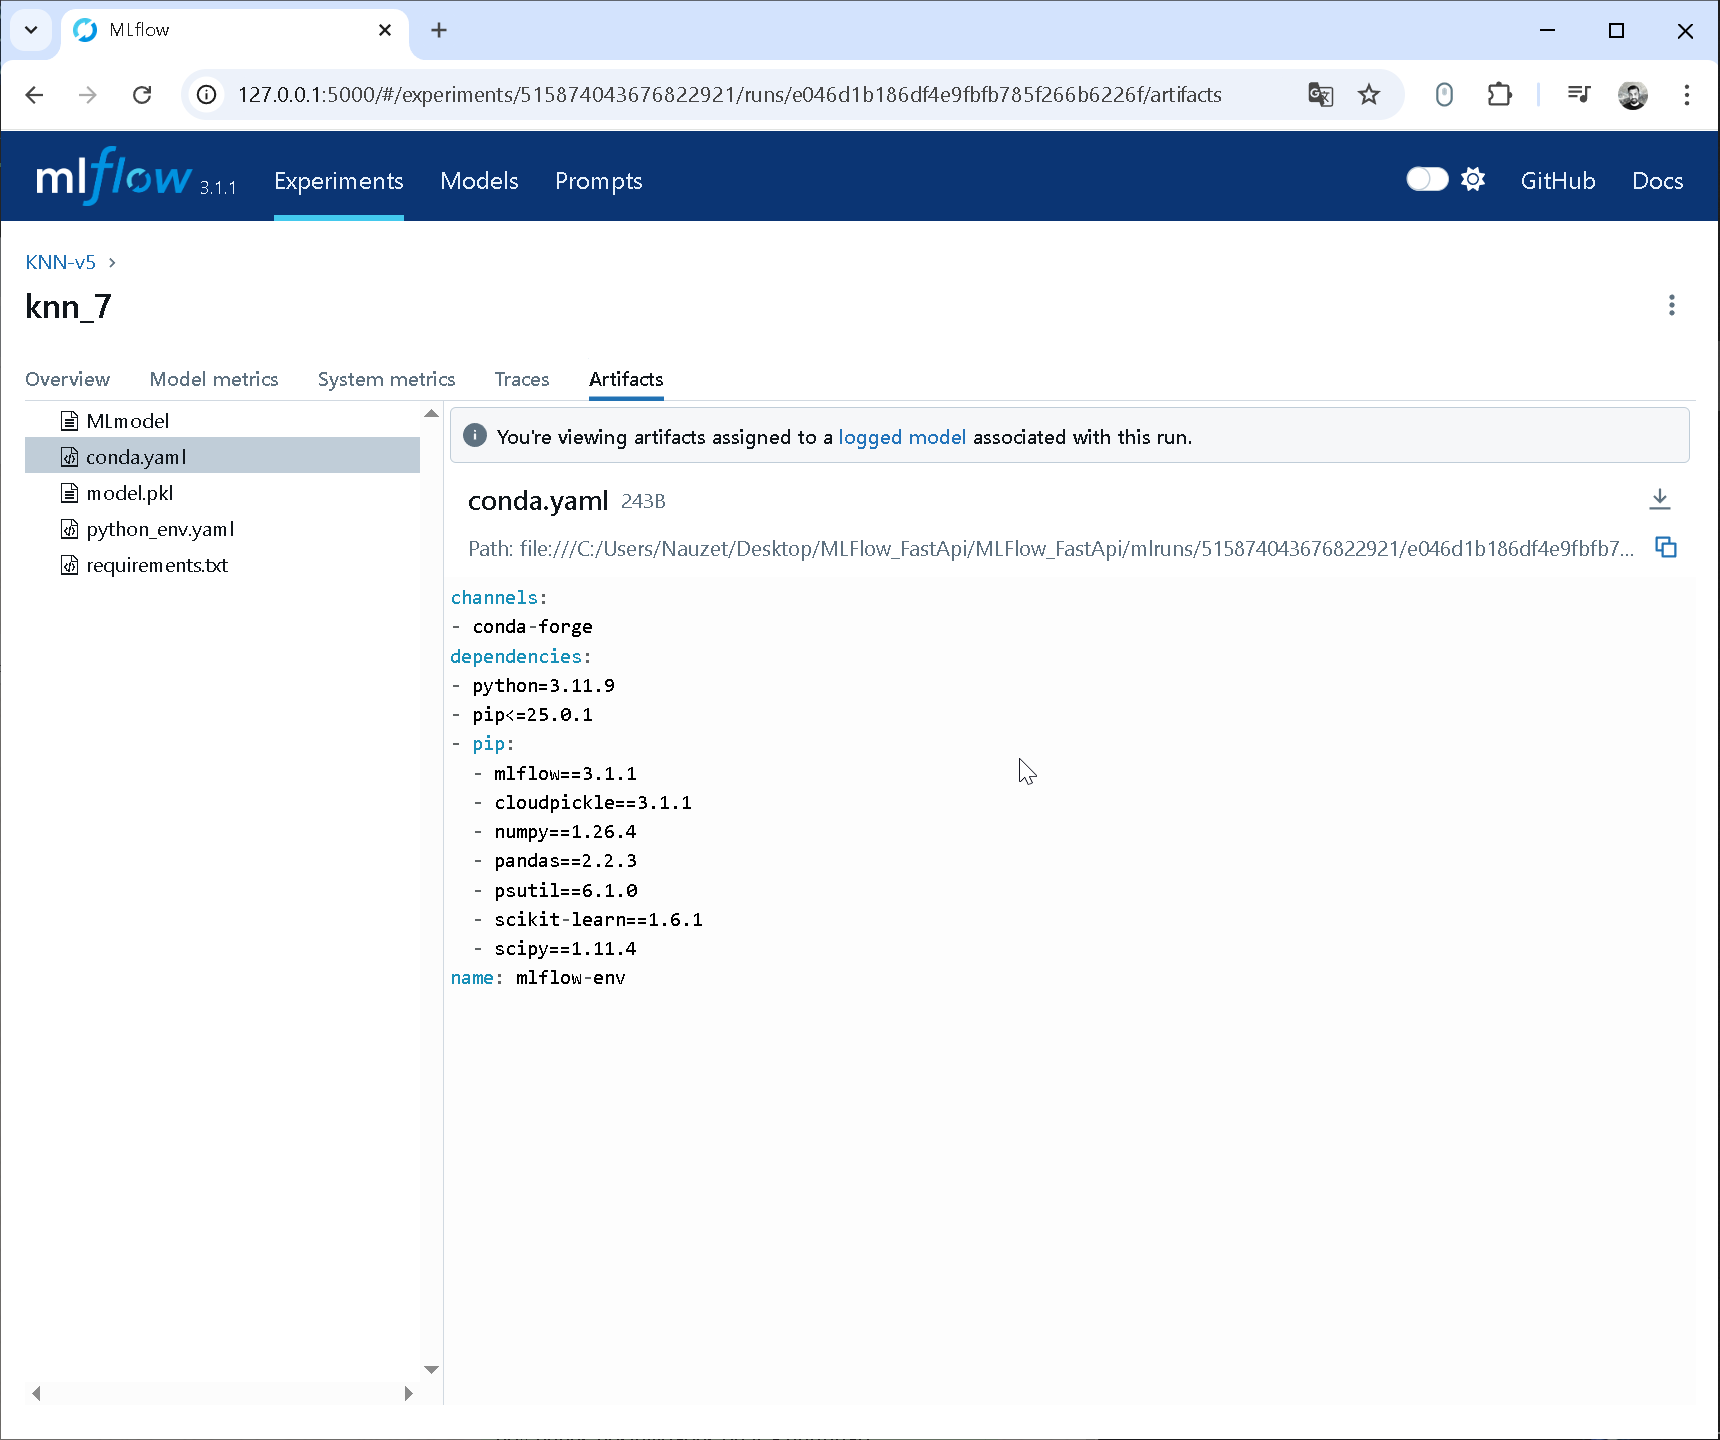 MLflow
127.0.0.1:5000/#/experiments/515874043676822921/runs/e046d1b186df4e9fbfb785f266b6226f/artifacts
mlflow 3.1.1 Experiments Models Prompts GitHub Docs
KNN-v5
knn_7
Overview Model metrics System metrics Traces Artifacts
MLmodel
conda.yaml
model.pkl
python_env.yaml
requirements.txt
You're viewing artifacts assigned to a logged model associated with this run.
conda.yaml 243B
Path: file:///C:/Users/Nauzet/Desktop/MLFlow_FastApi/MLFlow_FastApi/mlruns/515874043676822921/e046d1b186df4e9fbfb7...
channels:
- conda-forge
dependencies:
- python=3.11.9
- pip<=25.0.1
- pip:
  - mlflow==3.1.1
  - cloudpickle==3.1.1
  - numpy==1.26.4
  - pandas==2.2.3
  - psutil==6.1.0
  - scikit-learn==1.6.1
  - scipy==1.11.4
name: mlflow-env